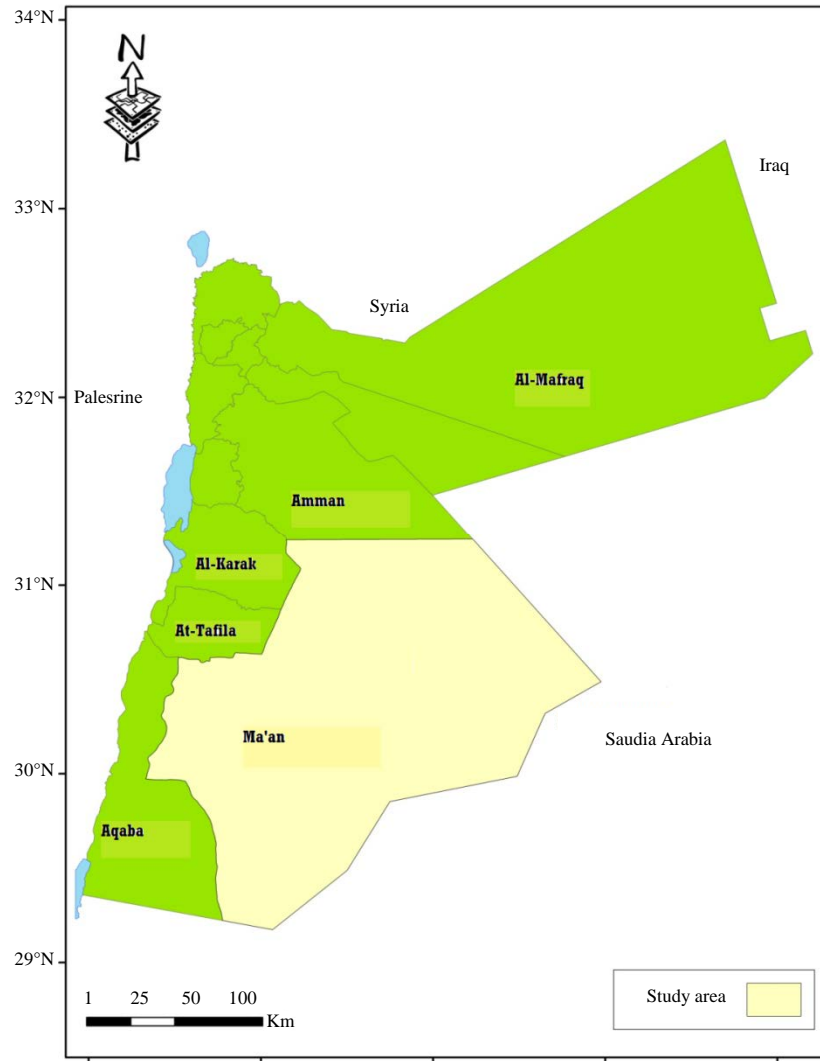 34°N
N
Iraq
33°N
Syria
Al-Mafraq
32°N
Palesrine
Amman
Al-Karak
31°N
At-Tafila
Ma'an
Saudia Arabia
30°N
Aqaba
29°N
1 25 50 100
Km
Study area